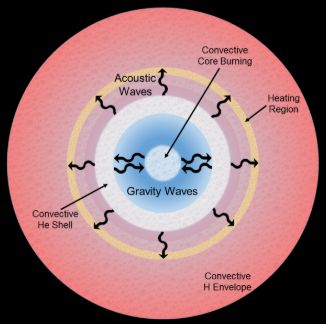 Convective
Core Burning
Acoustic
Waves
Heating
Region
Gravity Waves
Convective
He Shell
Convective
H Envelope